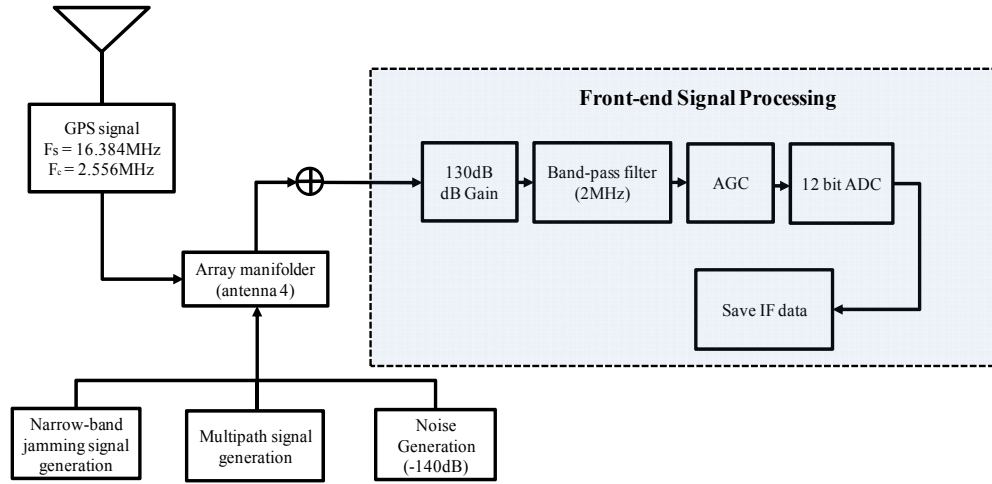 GPS signal
Fs = 16.384MHz
Fc = 2.556MHz
Front-end Signal Processing
130dB
dB Gain
Band-pass filter
(2MHz)
AGC
12 bit ADC
Array manifolder
(antenna 4)
Save IF data
Narrow-band
jamming signal
generation
Multipath signal
generation
Noise
Generation
(-140dB)